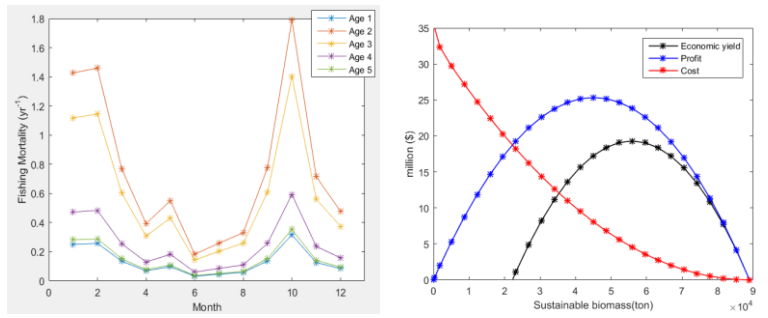 Age 1
Age 2
Age 3
Age 4
Age 5
1.8
1.6
1.4
1.2
1
0.8
0.6
0.4
0.2
0
Fishing Mortality (yr⁻¹)
0 2 4 6 8 10 12
Month
35
30
25
20
15
10
5
0
million ($)
Economic yield
Profit
Cost
0 1 2 3 4 5 6 7 8 9
Sustainable biomass(ton)
×10⁴